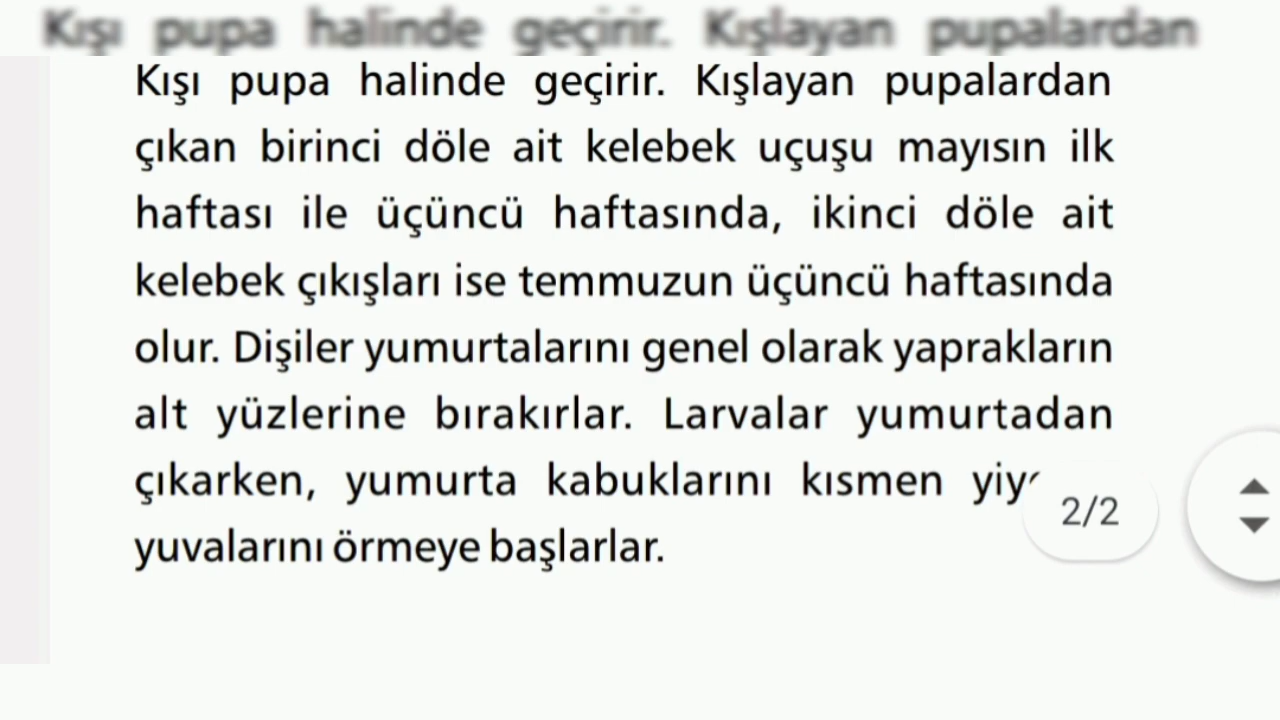 Kışı pupa halinde geçirir. Kışlayan pupalardan
Kışı pupa halinde geçirir. Kışlayan pupalardan
çıkan birinci döle ait kelebek uçuşu mayısın ilk
haftası ile üçüncü haftasında, ikinci döle ait
kelebek çıkışları ise temmuzun üçüncü haftasında
olur. Dişiler yumurtalarını genel olarak yaprakların
alt yüzlerine bırakırlar. Larvalar yumurtadan
çıkarken, yumurta kabuklarını kısmen
2/2
yuvalarını örmeye başlarlar.